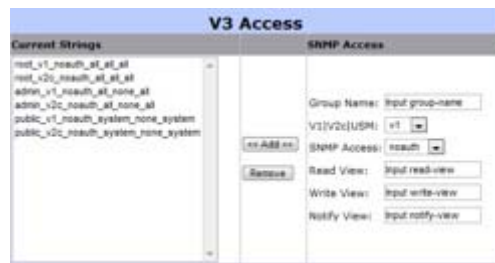 V3 Access
Current Strings
SNMP Access
root_v1_noauth_all_all_all
root_v2c_noauth_all_all_all
admin_v1_noauth_all_none_all
admin_v2c_noauth_all_none_all
public_v1_noauth_system_none_system
public_v2c_noauth_system_none_system
<< Add <<
Remove
Group Name: Input group-name
V1|V2c|USM: v1
SNMP Access: noauth
Read View: Input read-view
Write View: Input write-view
Notify View: Input notify-view